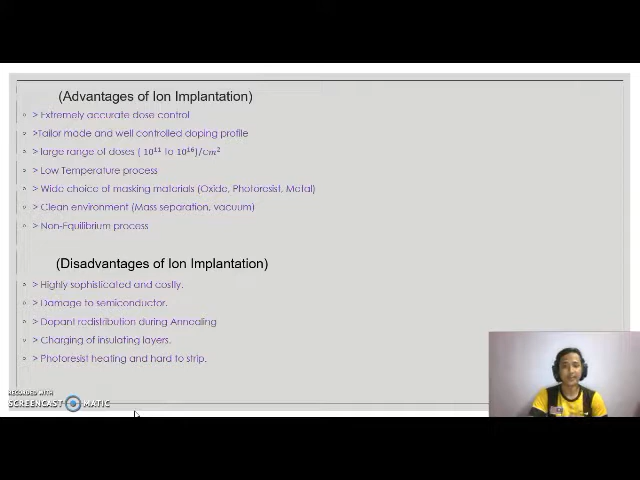 (Advantages of Ion Implantation)
> Extremely accurate dose control
>Tailor made and well controlled doping profile
> large range of doses ( 10¹¹ to 10¹⁶)/cm²
> Low Temperature process
> Wide choice of masking materials (Oxide, Photoresist, Metal)
> Clean environment (Mass separation, vacuum)
> Non-Equilibrium process
(Disadvantages of Ion Implantation)
> Highly sophisticated and costly.
> Damage to semiconductor.
> Dopant redistribution during Annealing
> Charging of insulating layers.
> Photoresist heating and hard to strip.
RECORDED WITH
SCREENCAST MATIC